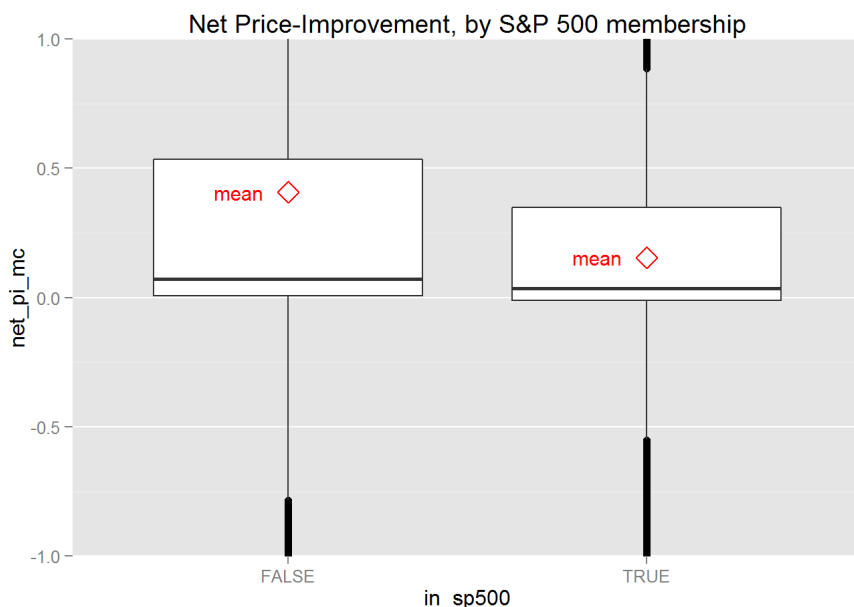 Net Price-Improvement, by S&P 500 membership
net_pi_mc
1.0
0.5
0.0
-0.5
-1.0
mean
mean
FALSE
TRUE
in_sp500